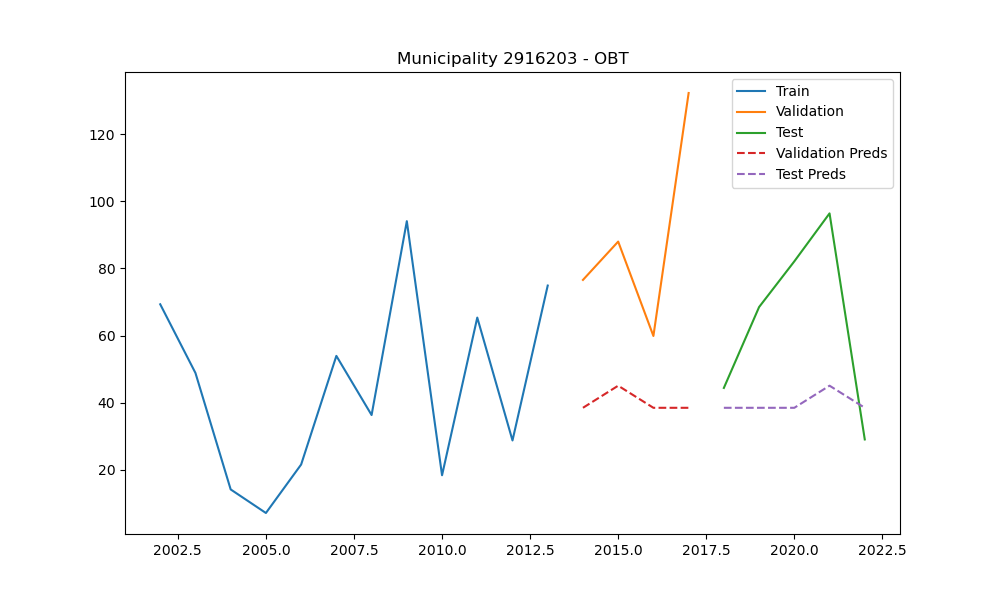 Municipality 2916203 - OBT
Train
Validation
Test
Validation Preds
Test Preds
120
100
80
60
40
20
2002.5 2005.0 2007.5 2010.0 2012.5 2015.0 2017.5 2020.0 2022.5